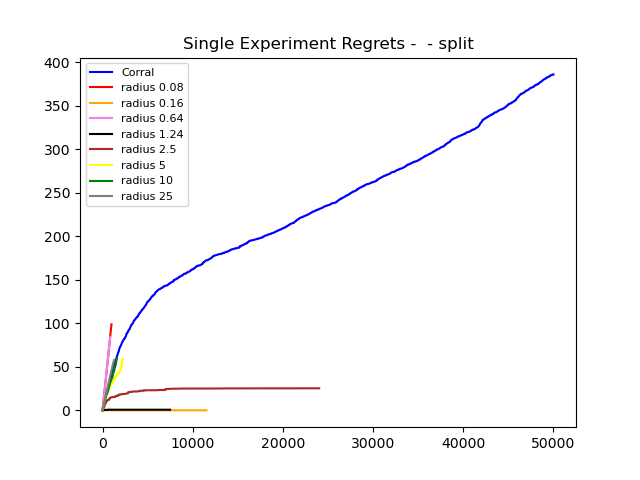 Single Experiment Regrets -  - split
400
350
300
250
200
150
100
50
0
Corral
radius 0.08
radius 0.16
radius 0.64
radius 1.24
radius 2.5
radius 5
radius 10
radius 25
0 10000 20000 30000 40000 50000